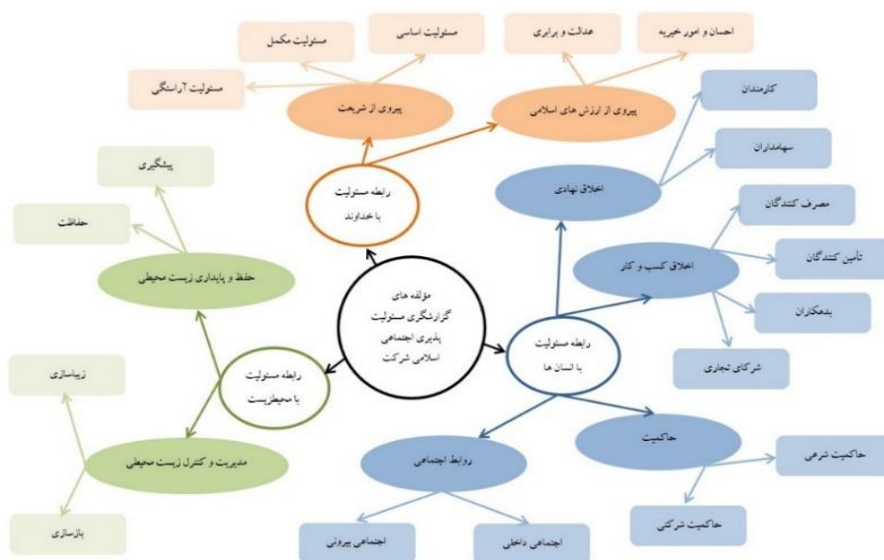 احسان و امور خیریه
عدالت و برابری
مسئولیت اساسی
مسئولیت مکمل
مسئولیت آراستگی
پیروی از ارزش های اسلامی
پیروی از شریعت
رابطه مسئولیت
با خداوند
کارمندان
سهامداران
اخلاق نهادی
مصرف کنندگان
تأمین کنندگان
بدهکاران
شرکای تجاری
اخلاق کسب و کار
رابطه مسئولیت
با انسان ها
مؤلفه های
گزارشگری مسئولیت
پذیری اجتماعی
اسلامی شرکت
پیشگیری
حفاظت
حفظ و پایداری زیست محیطی
رابطه مسئولیت
با محیطزیست
زیباسازی
مدیریت و کنترل زیست محیطی
بازسازی
حاکمیت
حاکمیت شرعی
حاکمیت شرکتی
روابط اجتماعی
اجتماعی داخلی
اجتماعی بیرونی